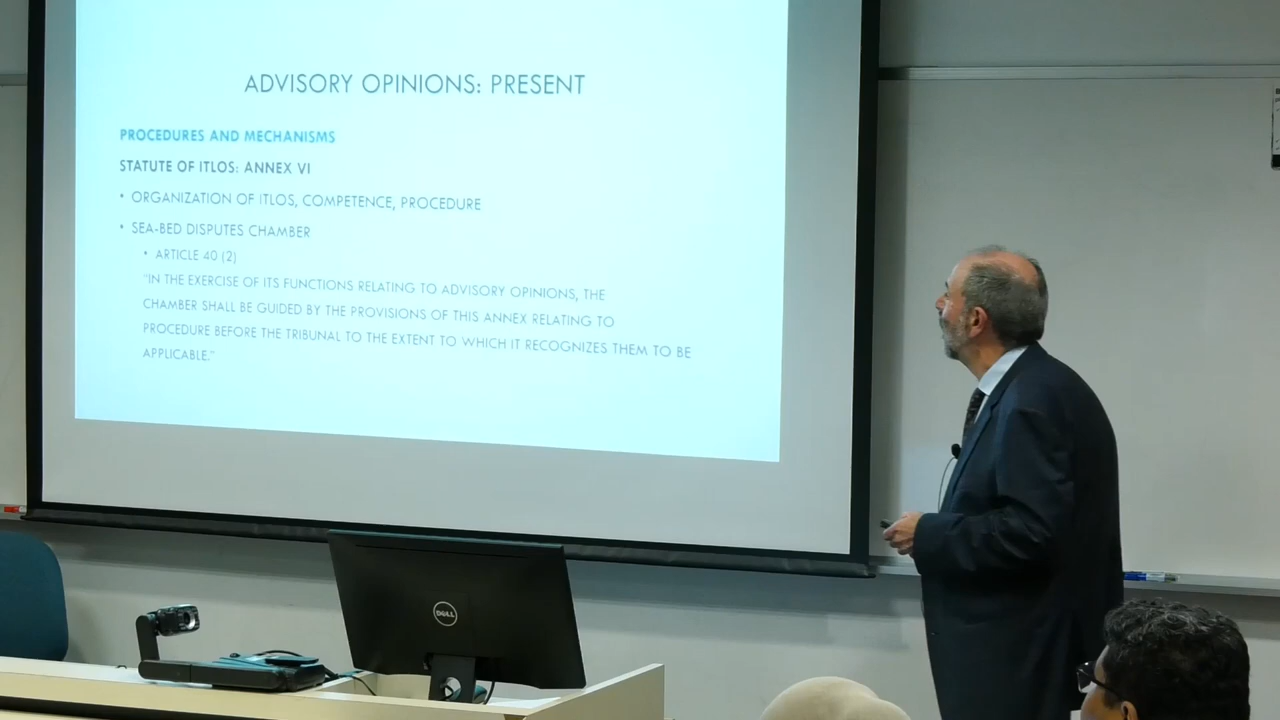 ADVISORY OPINIONS: PRESENT
PROCEDURES AND MECHANISMS
STATUTE OF ITLOS: ANNEX VI
• ORGANIZATION OF ITLOS, COMPETENCE, PROCEDURE
• SEA-BED DISPUTES CHAMBER
• ARTICLE 40 (2)
"IN THE EXERCISE OF ITS FUNCTIONS RELATING TO ADVISORY OPINIONS, THE
CHAMBER SHALL BE GUIDED BY THE PROVISIONS OF THIS ANNEX RELATING TO
PROCEDURE BEFORE THE TRIBUNAL TO THE EXTENT TO WHICH IT RECOGNIZES THEM TO BE
APPLICABLE."
DELL